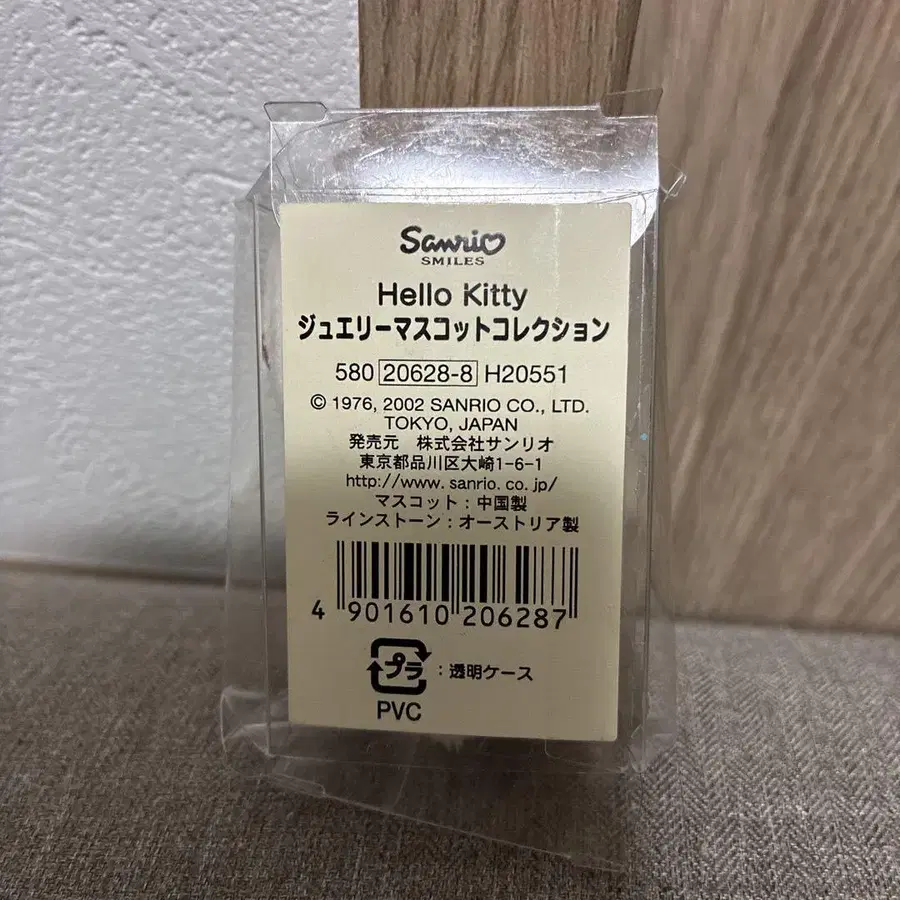 Sanrio
SMILES
Hello Kitty
ジュエリーマスコットコレクション
580 20628-8 H20551
© 1976, 2002 SANRIO CO., LTD.
TOKYO, JAPAN
発売元 株式会社サンリオ
東京都品川区大崎1-6-1
http://www.sanrio.co.jp/
マスコット：中国製
ラインストーン：オーストリア製
4 901610 206287
プラ ：透明ケース
PVC